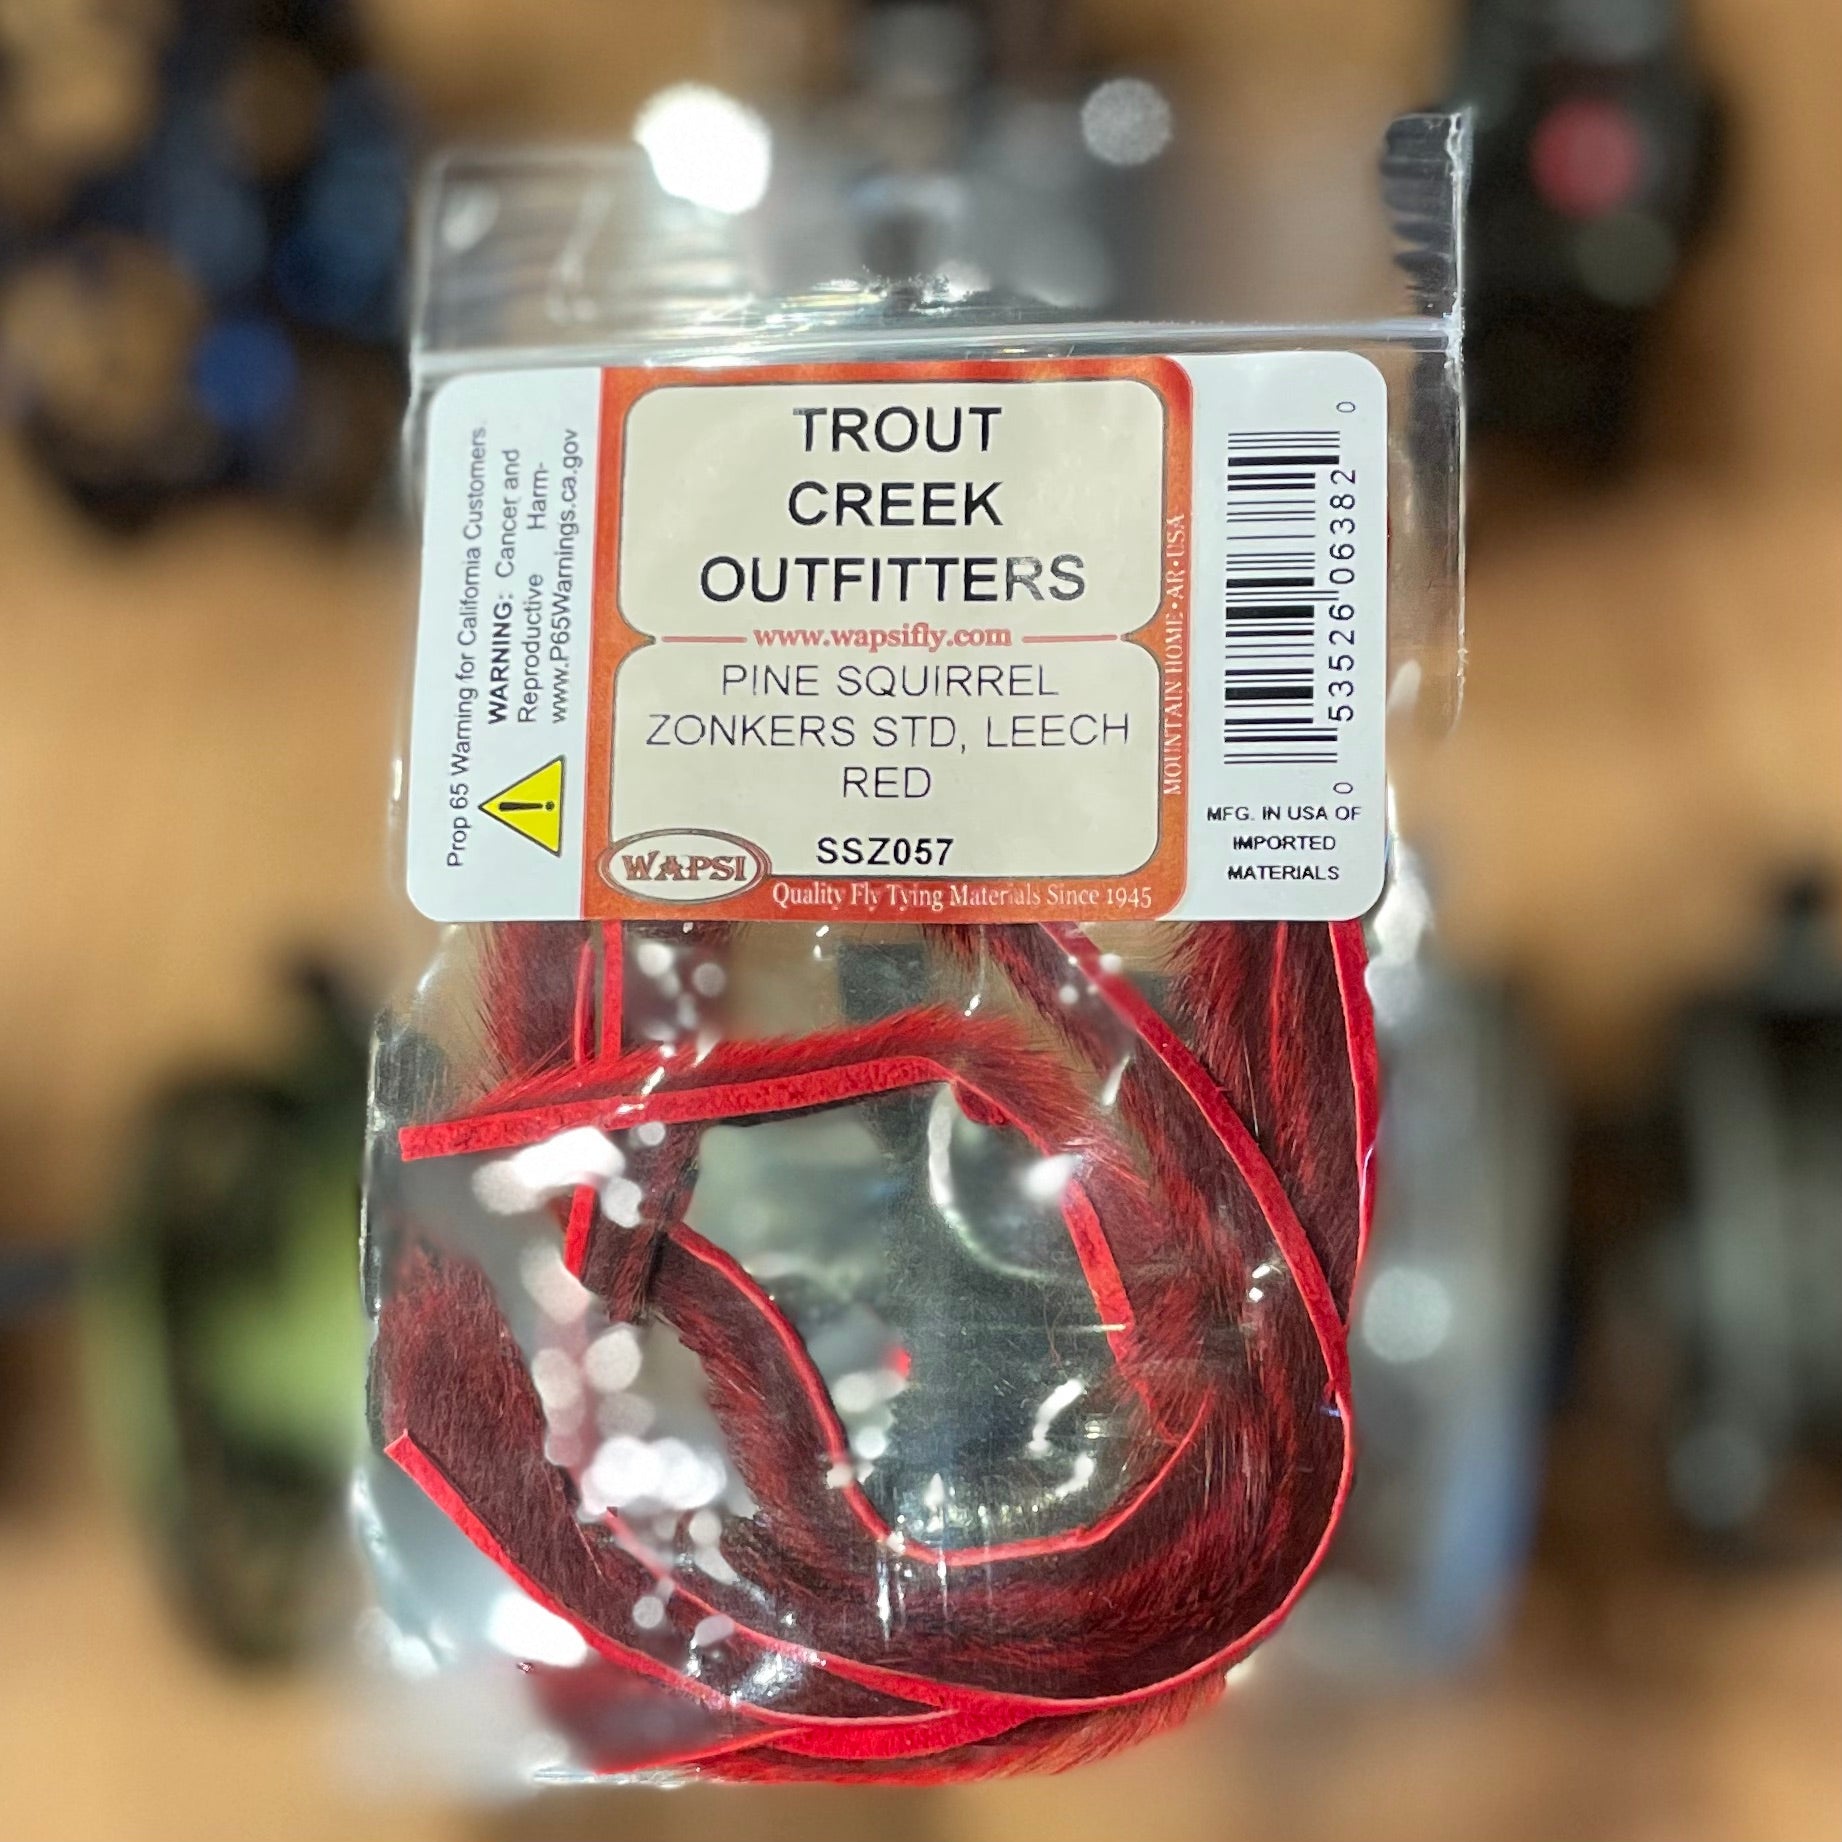 Prop 65 Warning for California Customers.
WARNING: Cancer and
Reproductive Harm-
www.P65Warnings.ca.gov
TROUT
CREEK
OUTFITTERS
www.wapsifly.com
PINE SQUIRREL
ZONKERS STD, LEECH
RED
SSZ057
WAPSI
Quality Fly Tying Materials Since 1945
MOUNTAIN HOME•AR•USA
0 53526 06382 0
MFG. IN USA OF
IMPORTED
MATERIALS